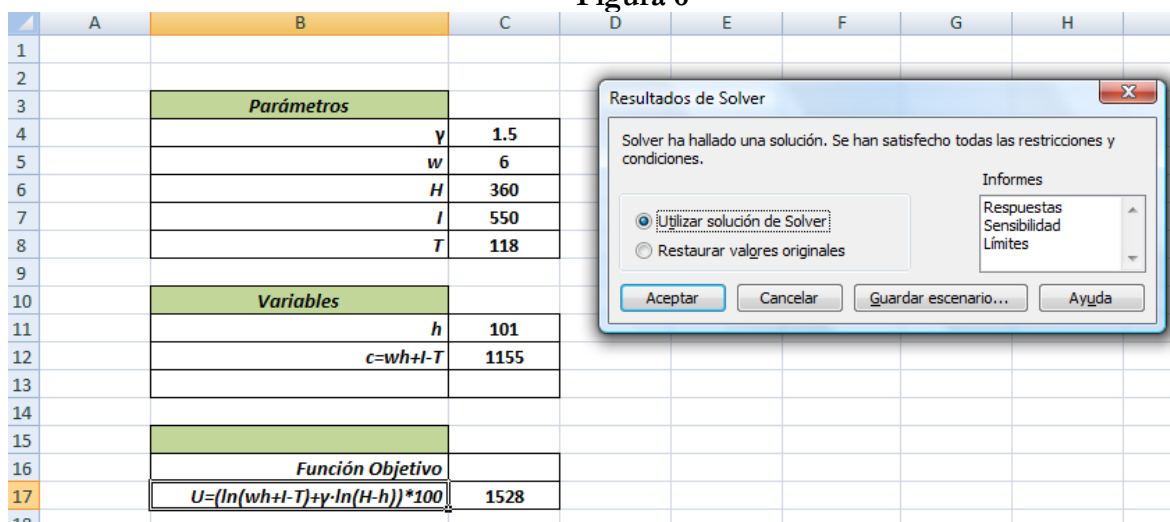 Figura 6
A B C D E F G H
1
2
3 Parámetros
4 γ 1.5
5 w 6
6 H 360
7 I 550
8 T 118
9
10 Variables
11 h 101
12 c=wh+I-T 1155
13
14
15
16 Función Objetivo
17 U=(ln(wh+I-T)+γ·ln(H-h))*100 1528
Resultados de Solver
Solver ha hallado una solución. Se han satisfecho todas las restricciones y
condiciones.
Informes
Utilizar solución de Solver
Restaurar valores originales
Respuestas
Sensibilidad
Límites
Aceptar Cancelar Guardar escenario... Ayuda